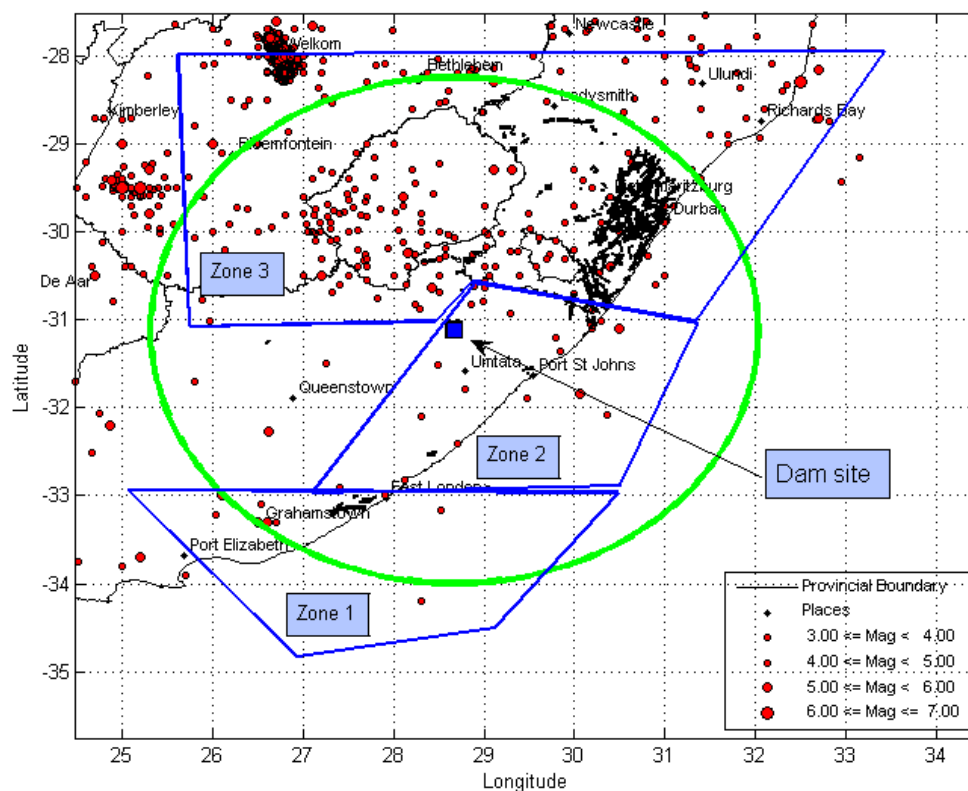 Newcastle
Welkom
Bethlehem
Ulundi
Ladysmith
Kimberley
Richards Bay
Bloemfontein
Durban
Zone 3
De Aar
Umtata
Port St Johns
Queenstown
Zone 2
Dam site
East London
Grahamstown
Port Elizabeth
Zone 1
Provincial Boundary
Places
3.00 <= Mag < 4.00
4.00 <= Mag < 5.00
5.00 <= Mag < 6.00
6.00 <= Mag <= 7.00
-28
-29
-30
-31
-32
-33
-34
-35
Latitude
25 26 27 28 29 30 31 32 33 34
Longitude